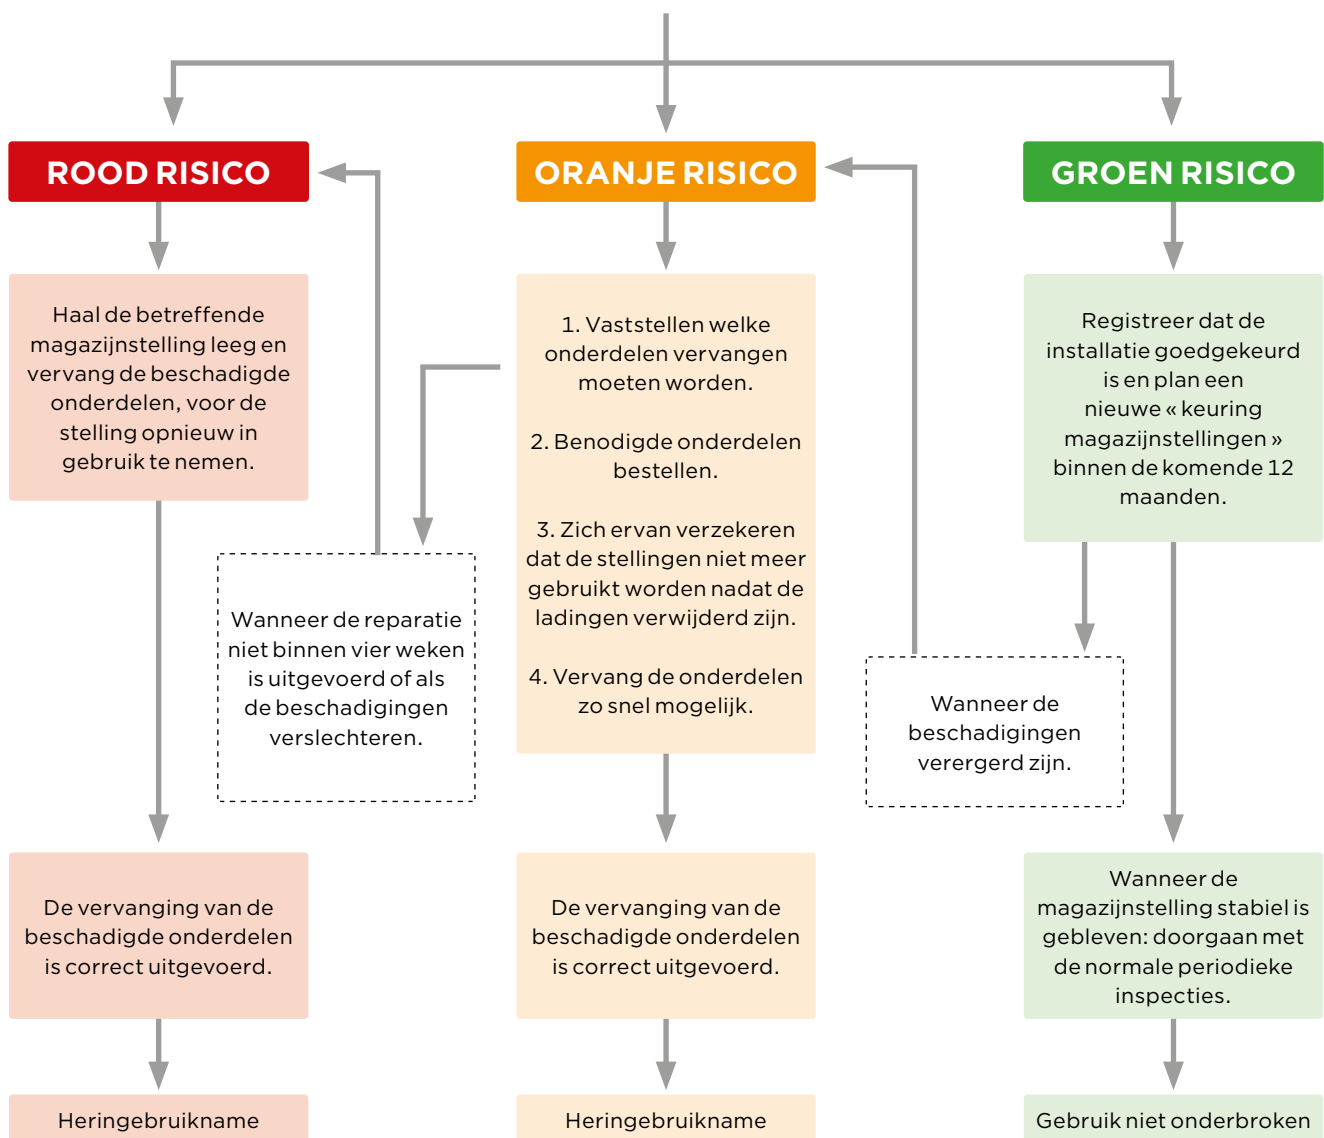 ROOD RISICO
ORANJE RISICO
GROEN RISICO
Haal de betreffende
magazijnstelling leeg en
vervang de beschadigde
onderdelen, voor de
stelling opnieuw in
gebruik te nemen.
1. Vaststellen welke
onderdelen vervangen
moeten worden.
2. Benodigde onderdelen
bestellen.
3. Zich ervan verzekeren
dat de stellingen niet meer
gebruikt worden nadat de
ladingen verwijderd zijn.
4. Vervang de onderdelen
zo snel mogelijk.
Registreer dat de
installatie goedgekeurd
is en plan een
nieuwe « keuring
magazijnstellingen »
binnen de komende 12
maanden.
Wanneer de reparatie
niet binnen vier weken
is uitgevoerd of als
de beschadigingen
verslechteren.
Wanneer de
beschadigingen
verergerd zijn.
De vervanging van de
beschadigde onderdelen
is correct uitgevoerd.
De vervanging van de
beschadigde onderdelen
is correct uitgevoerd.
Wanneer de
magazijnstelling stabiel is
gebleven: doorgaan met
de normale periodieke
inspecties.
Heringebruikname
Heringebruikname
Gebruik niet onderbroken